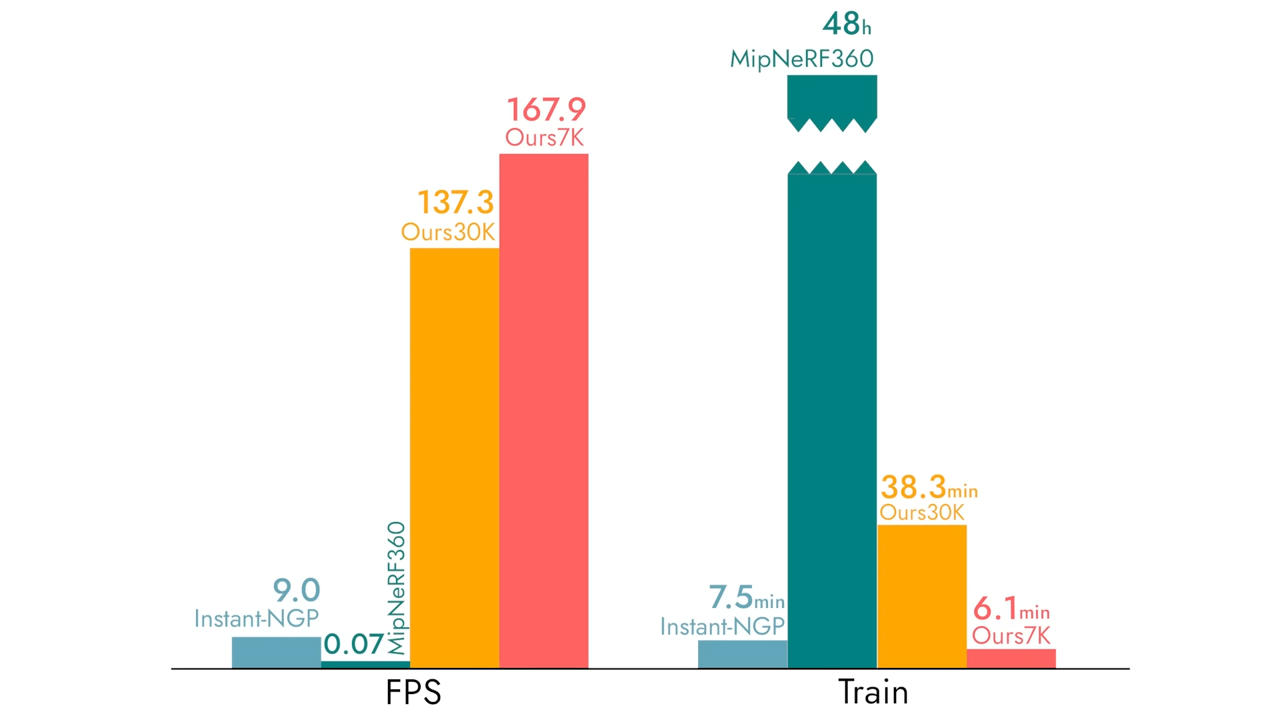 9.0
Instant-NGP
0.07
MipNeRF360
137.3
Ours30K
167.9
Ours7K
FPS
7.5min
Instant-NGP
48h
MipNeRF360
38.3min
Ours30K
6.1min
Ours7K
Train